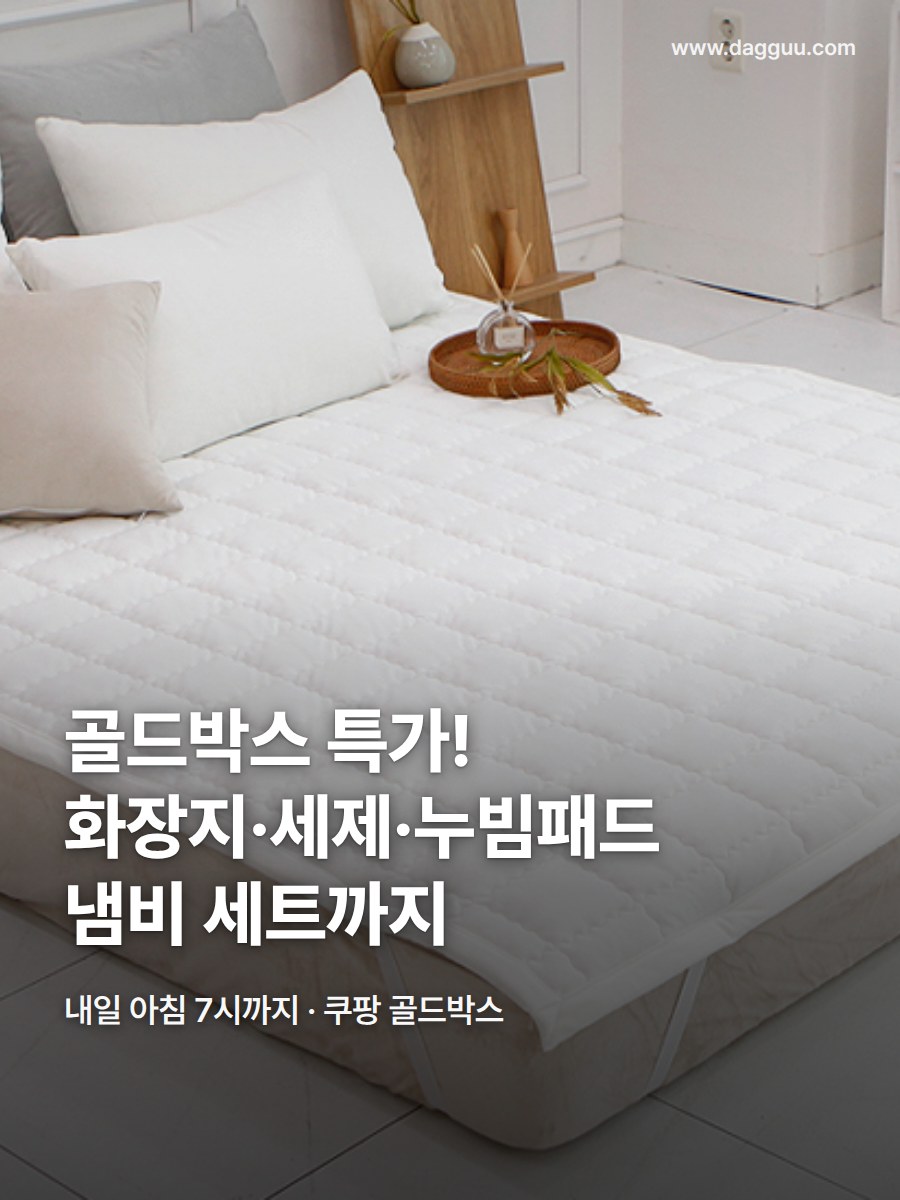 www.dagguu.com
골드박스 특가!
화장지·세제·누빔패드
냄비 세트까지
내일 아침 7시까지 · 쿠팡 골드박스